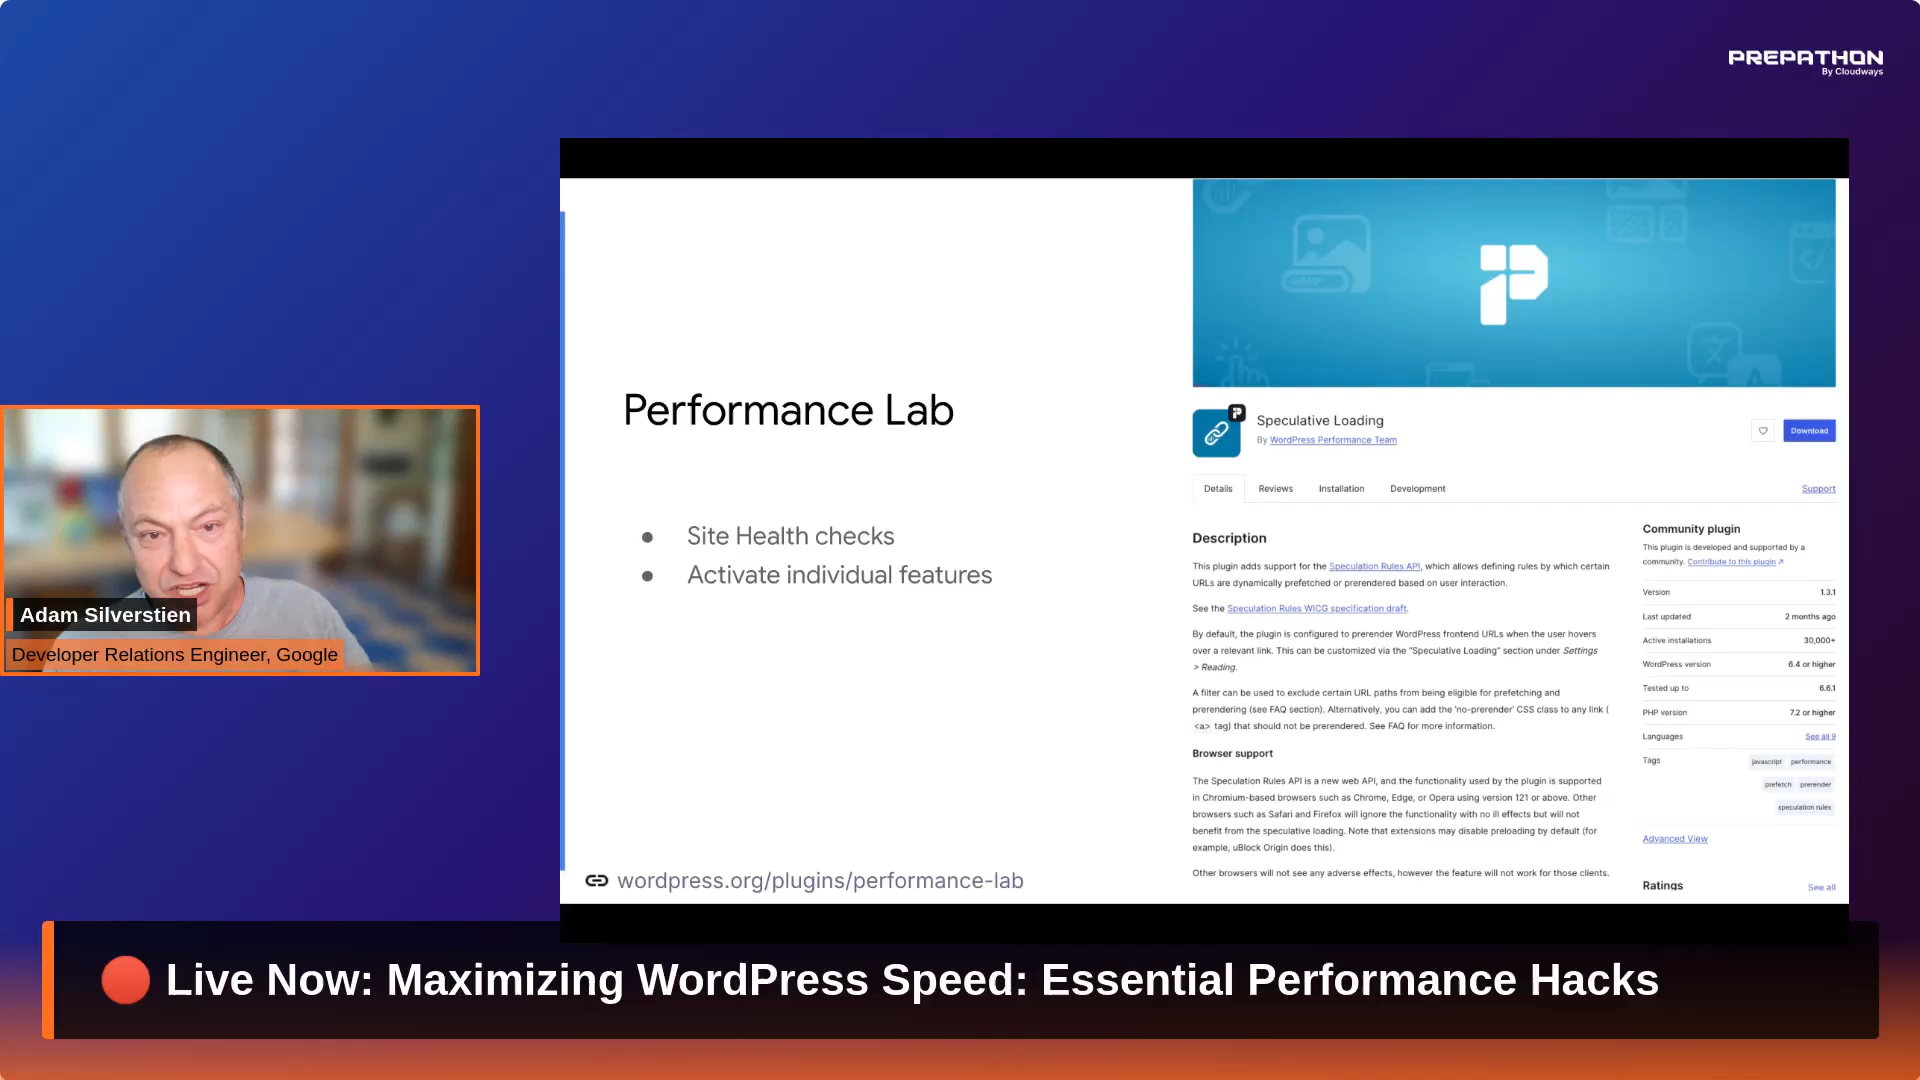 PREPATHON
By Cloudways
Performance Lab
● Site Health checks
● Activate individual features
wordpress.org/plugins/performance-lab
Speculative Loading
By WordPress Performance Team
Download
Details
Reviews
Installation
Development
Support
Description
This plugin adds support for the Speculation Rules API, which allows defining rules by which certain
URLs are dynamically prefetched or prerendered based on user interaction.
See the Speculation Rules WICG specification draft.
By default, the plugin is configured to prerender WordPress frontend URLs when the user hovers
over a relevant link. This can be customized via the "Speculative Loading" section under Settings
> Reading.
A filter can be used to exclude certain URL paths from being eligible for prefetching and
prerendering (see FAQ section). Alternatively, you can add the 'no-prerender' CSS class to any link (
<a> tag) that should not be prerendered. See FAQ for more information.
Browser support
The Speculation Rules API is a new web API, and the functionality used by the plugin is supported
in Chromium-based browsers such as Chrome, Edge, or Opera using version 121 or above. Other
browsers such as Safari and Firefox will ignore the functionality with no ill effects but will not
benefit from the speculative loading. Note that extensions may disable preloading by default (for
example, uBlock Origin does this).
Other browsers will not see any adverse effects, however the feature will not work for those clients.
Community plugin
This plugin is developed and supported by a
community. Contribute to this plugin ↗
Version 1.3.1
Last updated 2 months ago
Active installations 30,000+
WordPress version 6.4 or higher
Tested up to 6.6.1
PHP version 7.2 or higher
Languages See all 9
Tags javascript performance
prefetch prerender
speculation rules
Advanced View
Ratings See all
Adam Silverstien
Developer Relations Engineer, Google
Live Now: Maximizing WordPress Speed: Essential Performance Hacks